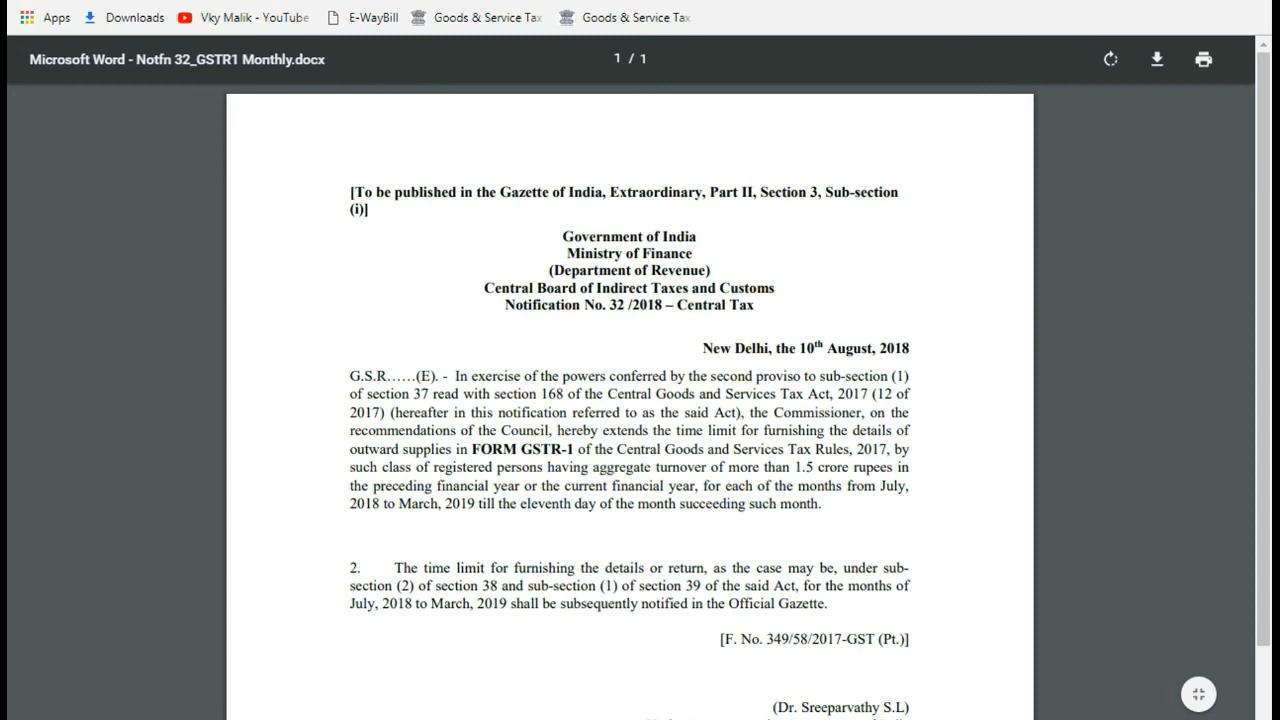 Apps Downloads Vky Malik - YouTube E-WayBill Goods & Service Tax Goods & Service Tax
Microsoft Word - Notfn 32_GSTR1 Monthly.docx 1 / 1
[To be published in the Gazette of India, Extraordinary, Part II, Section 3, Sub-section
(i)]
Government of India
Ministry of Finance
(Department of Revenue)
Central Board of Indirect Taxes and Customs
Notification No. 32 /2018 – Central Tax
New Delhi, the 10th August, 2018
G.S.R......(E). - In exercise of the powers conferred by the second proviso to sub-section (1)
of section 37 read with section 168 of the Central Goods and Services Tax Act, 2017 (12 of
2017) (hereafter in this notification referred to as the said Act), the Commissioner, on the
recommendations of the Council, hereby extends the time limit for furnishing the details of
outward supplies in FORM GSTR-1 of the Central Goods and Services Tax Rules, 2017, by
such class of registered persons having aggregate turnover of more than 1.5 crore rupees in
the preceding financial year or the current financial year, for each of the months from July,
2018 to March, 2019 till the eleventh day of the month succeeding such month.
2. The time limit for furnishing the details or return, as the case may be, under sub-
section (2) of section 38 and sub-section (1) of section 39 of the said Act, for the months of
July, 2018 to March, 2019 shall be subsequently notified in the Official Gazette.
[F. No. 349/58/2017-GST (Pt.)]
(Dr. Sreeparvathy S.L)